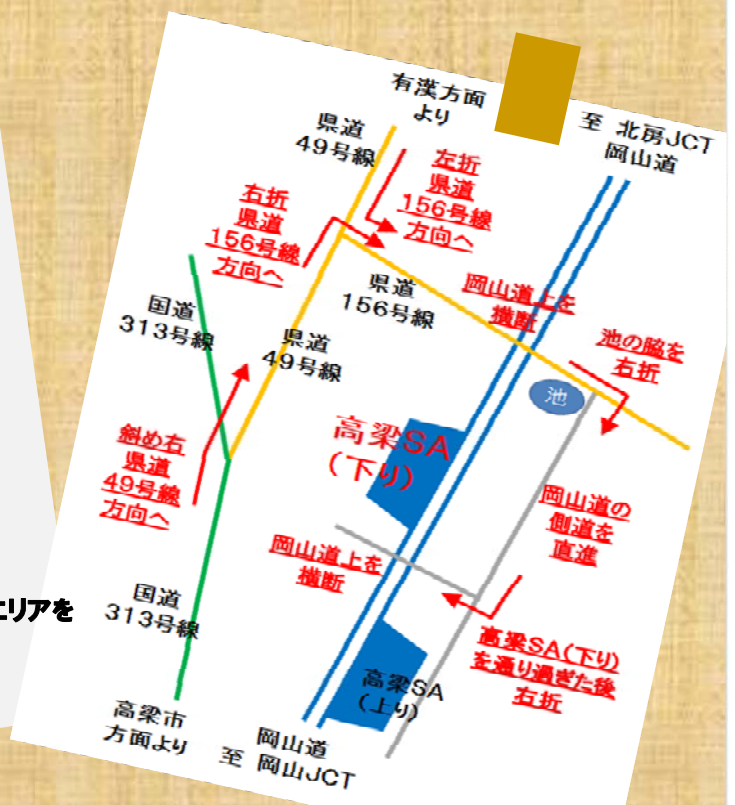 有漢方面
より
至 北房JCT
岡山道
県道
49号線
左折
県道
156号線
方向へ
右折
県道
156号線
方向へ
県道
156号線
岡山道上を
横断
国道
313号線
県道
49号線
池の脇を
右折
池
高梁SA
(下り)
斜め右
県道
49号線
方向へ
岡山道の
側道を
直進
岡山道上を
横断
国道
313号線
エリアを
高梁SA(下り)
を通り過ぎた後
右折
高梁SA
(上り)
高梁市
方面より
岡山道
至 岡山JCT